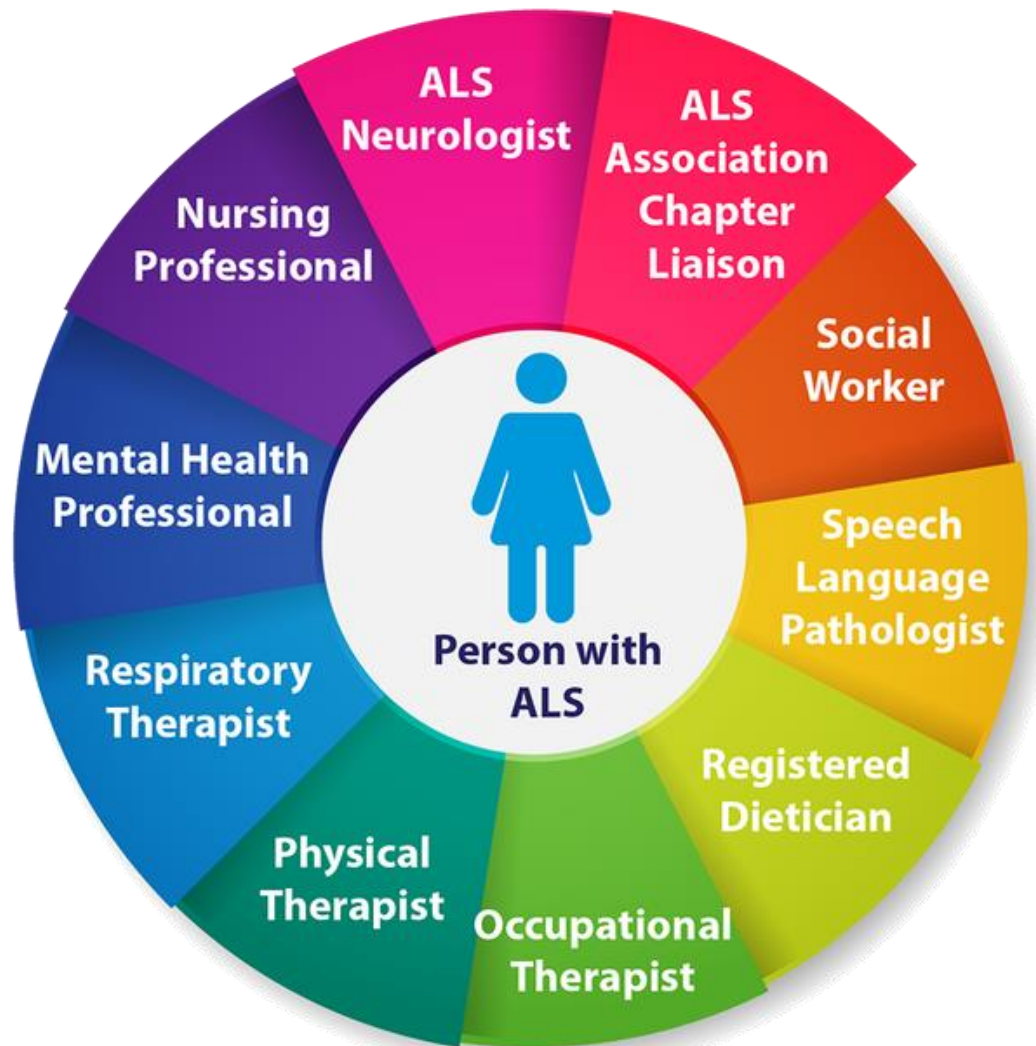 ALS
Neurologist
ALS
Association
Chapter
Liaison
Social
Worker
Speech
Language
Pathologist
Registered
Dietician
Occupational
Therapist
Physical
Therapist
Respiratory
Therapist
Mental Health
Professional
Nursing
Professional
Person with
ALS